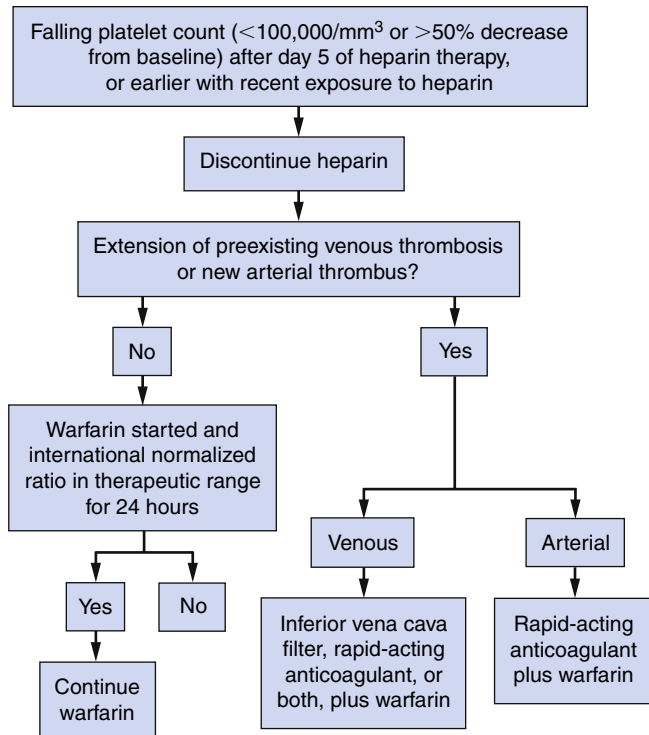 Falling platelet count (<100,000/mm³ or >50% decrease
from baseline) after day 5 of heparin therapy,
or earlier with recent exposure to heparin
Discontinue heparin
Extension of preexisting venous thrombosis
or new arterial thrombus?
No
Yes
Warfarin started and
international normalized
ratio in therapeutic range
for 24 hours
Venous
Arterial
Yes
No
Inferior vena cava
filter, rapid-acting
anticoagulant, or
both, plus warfarin
Rapid-acting
anticoagulant
plus warfarin
Continue
warfarin